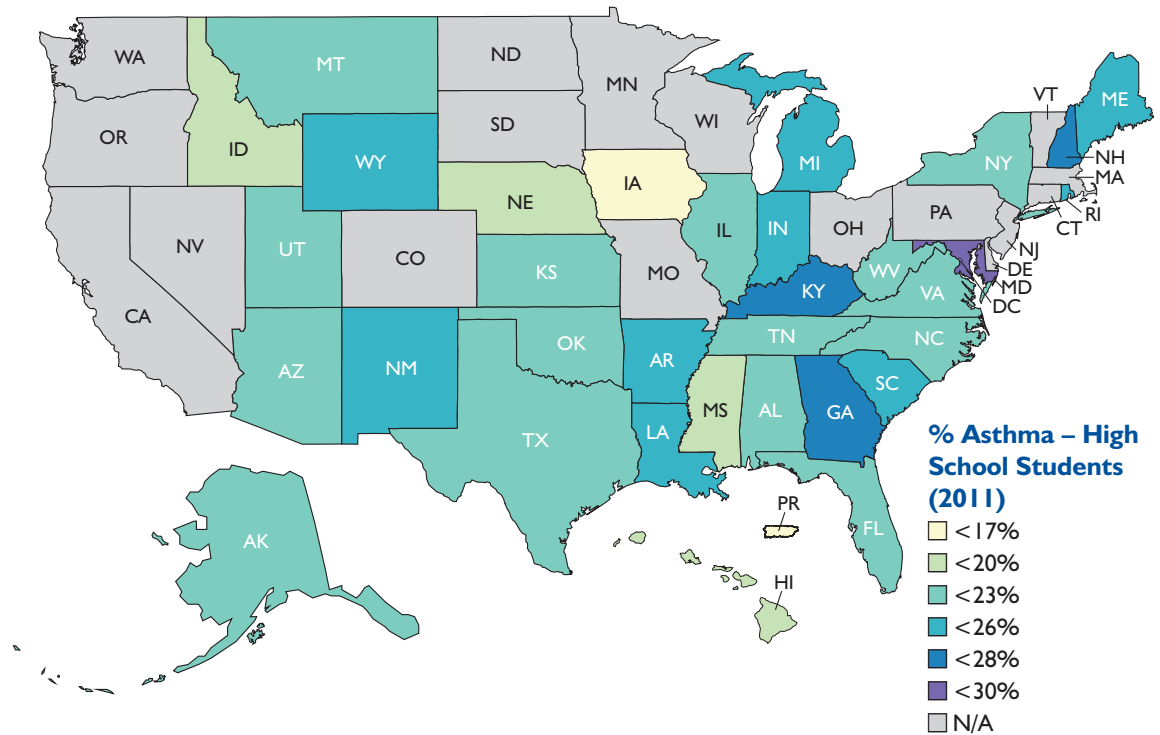 WA
MT
ND
MN
VT
ME
OR
ID
SD
WI
MI
NY
NH
MA
WY
IA
NE
RI
CT
PA
NV
UT
CO
IL
IN
OH
NJ
DE
MD
DC
KS
MO
WV
VA
KY
CA
TN
NC
AZ
NM
OK
AR
SC
MS
AL
GA
TX
LA
% Asthma – High
School Students
(2011)
PR
<17%
FL
AK
<20%
HI
<23%
<26%
<28%
<30%
N/A